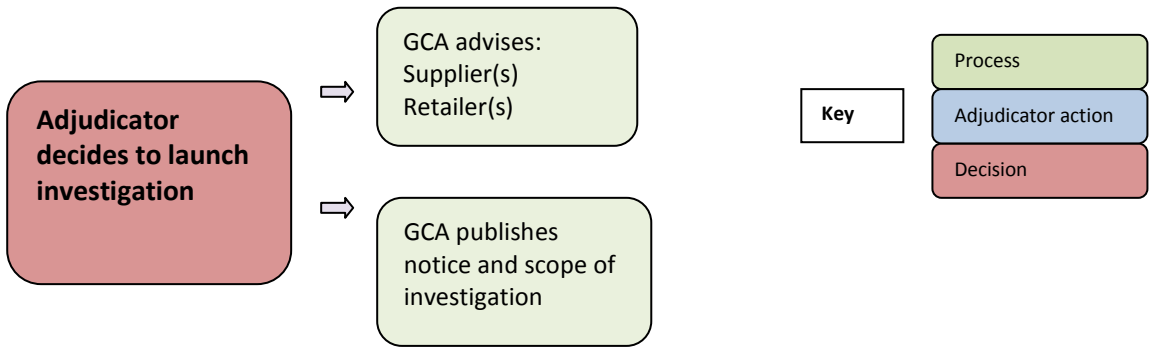 Adjudicator
decides to launch
investigation
GCA advises:
Supplier(s)
Retailer(s)
GCA publishes
notice and scope of
investigation
Key
Process
Adjudicator action
Decision